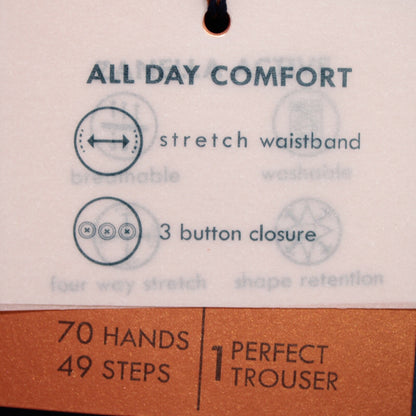 ALL DAY COMFORT
stretch waistband
breathable
washable
3 button closure
four way stretch
shape retention
70 HANDS
49 STEPS
1 PERFECT
TROUSER